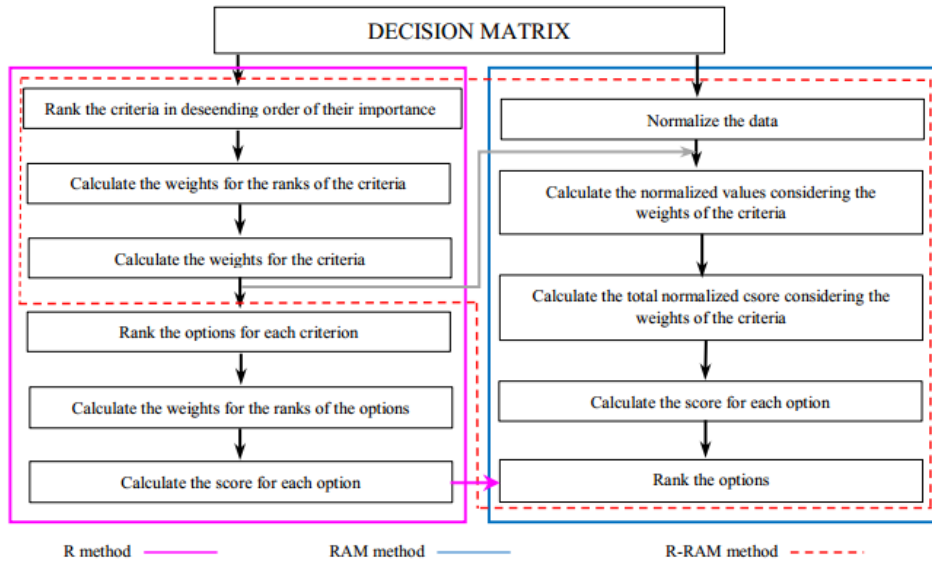 DECISION MATRIX
Rank the criteria in deseending order of their importance
Calculate the weights for the ranks of the criteria
Calculate the weights for the criteria
Rank the options for each criterion
Calculate the weights for the ranks of the options
Calculate the score for each option
Normalize the data
Calculate the normalized values considering the
weights of the criteria
Calculate the total normalized csore considering the
weights of the criteria
Calculate the score for each option
Rank the options
R method
RAM method
R-RAM method